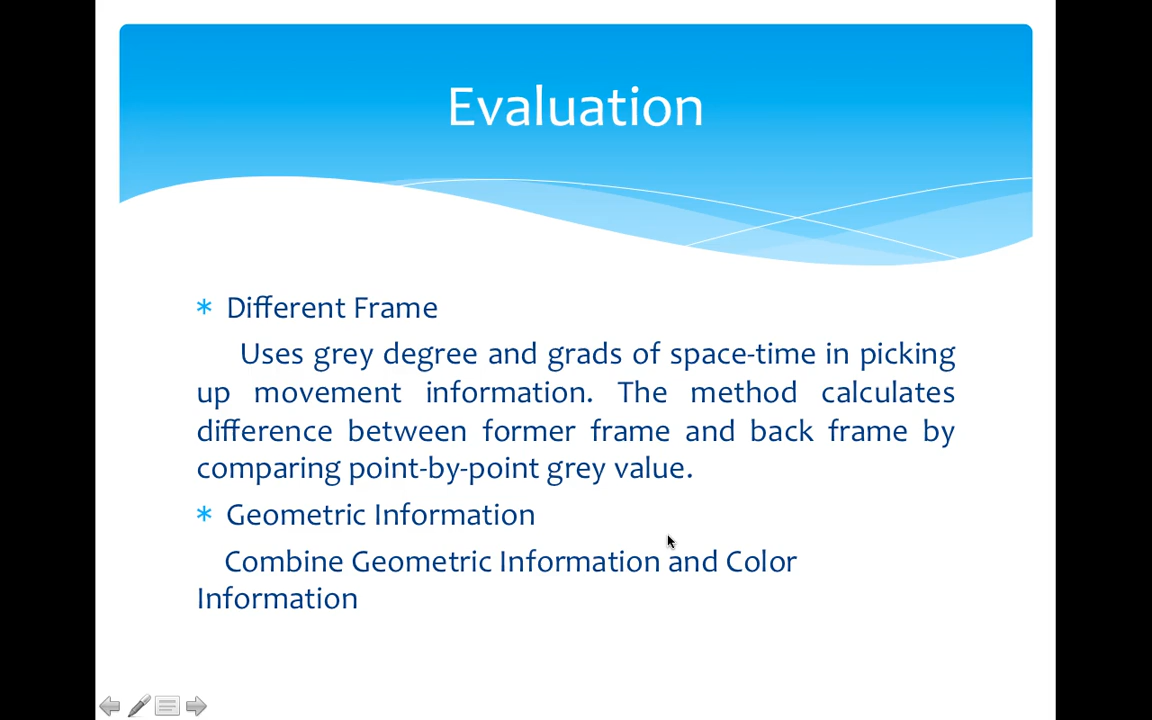 Evaluation
* Different Frame
Uses grey degree and grads of space-time in picking
up movement information. The method calculates
difference between former frame and back frame by
comparing point-by-point grey value.
* Geometric Information
Combine Geometric Information and Color
Information